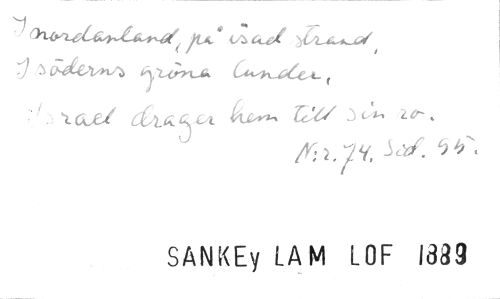 I nordanland, på isad strand,
I söderns gröna lunder,
Israel drager hem till sin ro.
N:r. 74. Sid. 95.
SANKEy LAM LOF 1889